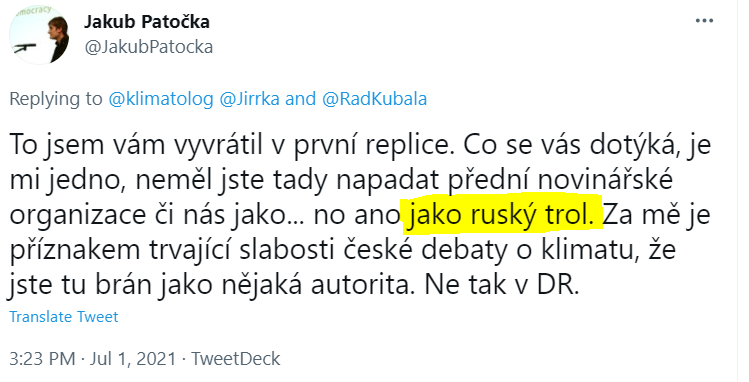 Jakub Patočka
@JakubPatocka
Replying to @klimatolog @Jirrka and @RadKubala
To jsem vám vyvrátil v první replice. Co se vás dotýká, je
mi jedno, neměl jste tady napadat přední novinářské
organizace či nás jako... no ano jako ruský trol. Za mě je
příznakem trvající slabosti české debaty o klimatu, že
jste tu brán jako nějaká autorita. Ne tak v DR.
Translate Tweet
3:23 PM · Jul 1, 2021 · TweetDeck